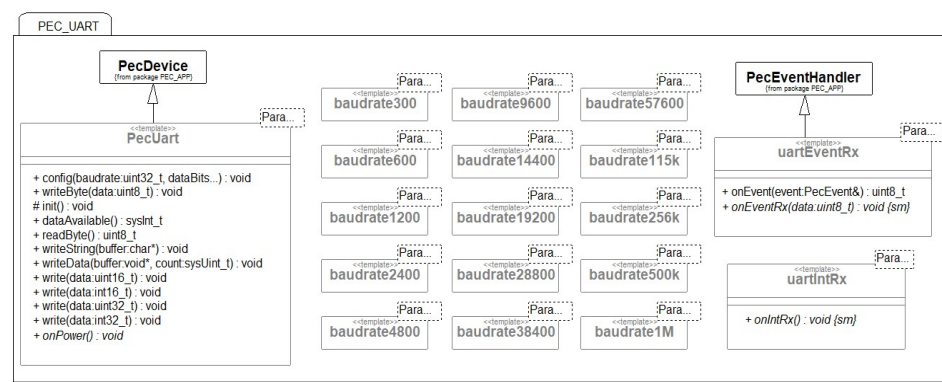 PEC_UART
PecDevice
{from package PEC_APP}
Para...
<<template>>
PecUart
+ config(baudrate:uint32_t, dataBits...) : void
+ writeByte(data:uint8_t) : void
# init() : void
+ dataAvailable() : sysInt_t
+ readByte() : uint8_t
+ writeString(buffer:char*) : void
+ writeData(buffer:void*, count:sysUint_t) : void
+ write(data:uint16_t) : void
+ write(data:int16_t) : void
+ write(data:uint32_t) : void
+ write(data:int32_t) : void
+ onPower() : void
Para...
<<template>>
baudrate300
Para...
<<template>>
baudrate600
Para...
<<template>>
baudrate1200
Para...
<<template>>
baudrate2400
Para...
<<template>>
baudrate4800
Para...
<<template>>
baudrate9600
Para...
<<template>>
baudrate14400
Para...
<<template>>
baudrate19200
Para...
<<template>>
baudrate28800
Para...
<<template>>
baudrate38400
Para...
<<template>>
baudrate57600
Para...
<<template>>
baudrate115k
Para...
<<template>>
baudrate256k
Para...
<<template>>
baudrate500k
Para...
<<template>>
baudrate1M
PecEventHandler
{from package PEC_APP}
Para...
<<template>>
uartEventRx
+ onEvent(event:PecEvent&) : uint8_t
+ onEventRx(data:uint8_t) : void {sm}
Para...
<<template>>
uartIntRx
+ onIntRx() : void {sm}